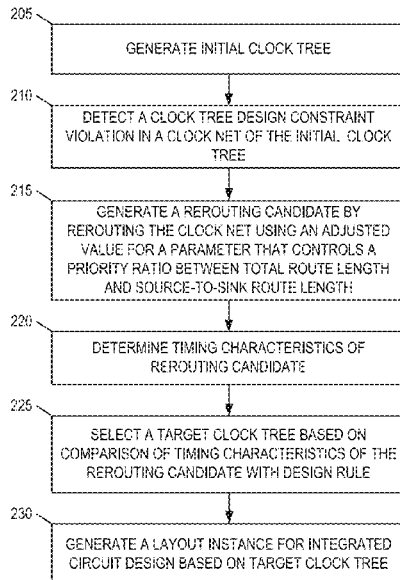 205
GENERATE INITIAL CLOCK TREE
210
DETECT A CLOCK TREE DESIGN CONSTRAINT
VIOLATION IN A CLOCK NET OF THE INITIAL CLOCK
TREE
215
GENERATE A REROUTING CANDIDATE BY
REROUTING THE CLOCK NET USING AN ADJUSTED
VALUE FOR A PARAMETER THAT CONTROLS A
PRIORITY RATIO BETWEEN TOTAL ROUTE LENGTH
AND SOURCE-TO-SINK ROUTE LENGTH
220
DETERMINE TIMING CHARACTERISTICS OF
REROUTING CANDIDATE
225
SELECT A TARGET CLOCK TREE BASED ON
COMPARISON OF TIMING CHARACTERISTICS OF THE
REROUTING CANDIDATE WITH DESIGN RULE
230
GENERATE A LAYOUT INSTANCE FOR INTEGRATED
CIRCUIT DESIGN BASED ON TARGET CLOCK TREE